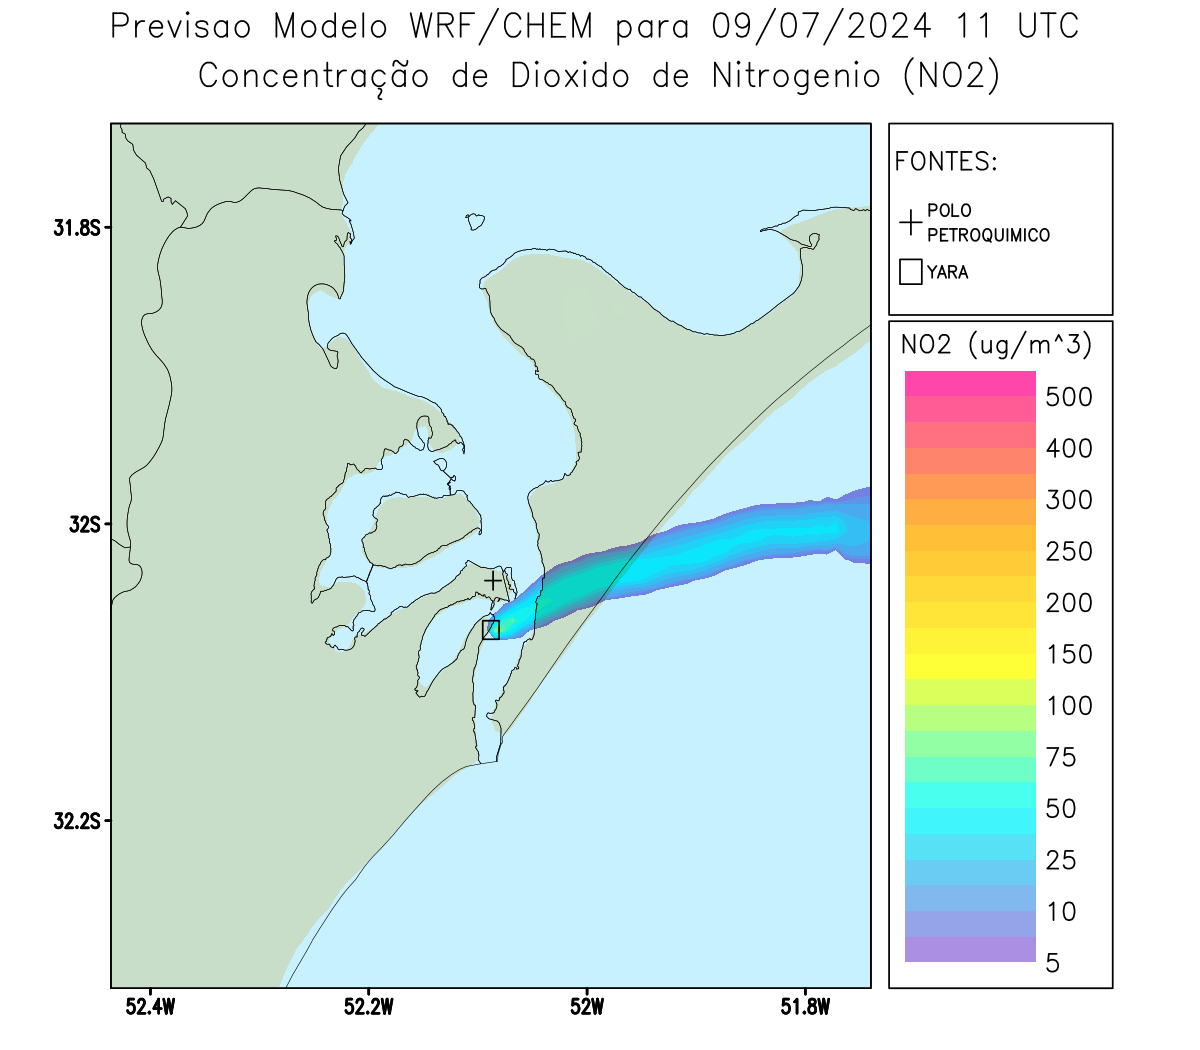 Previsao Modelo WRF/CHEM para 09/07/2024 11 UTC
Concentração de Dioxido de Nitrogenio (NO2)
FONTES:
POLO
PETROQUIMICO
YARA
NO2 (ug/m^3)
500
400
300
250
200
150
100
75
50
25
10
5
31.8S
32S
32.2S
52.4W
52.2W
52W
51.8W